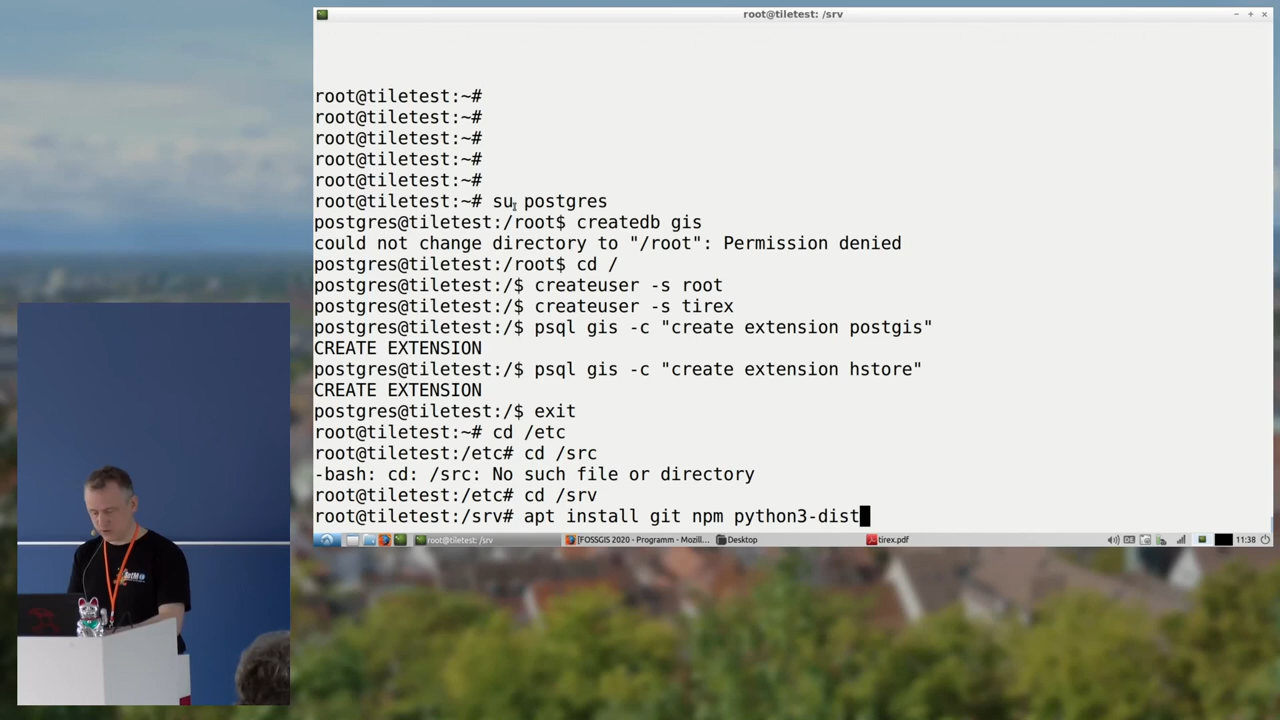 root@tiletest: /srv
root@tiletest:~#
root@tiletest:~#
root@tiletest:~#
root@tiletest:~#
root@tiletest:~#
root@tiletest:~# su postgres
postgres@tiletest:/root$ createdb gis
could not change directory to "/root": Permission denied
postgres@tiletest:/root$ cd /
postgres@tiletest:/$ createuser -s root
postgres@tiletest:/$ createuser -s tirex
postgres@tiletest:/$ psql gis -c "create extension postgis"
CREATE EXTENSION
postgres@tiletest:/$ psql gis -c "create extension hstore"
CREATE EXTENSION
postgres@tiletest:/$ exit
root@tiletest:~# cd /etc
root@tiletest:/etc# cd /src
-bash: cd: /src: No such file or directory
root@tiletest:/etc# cd /srv
root@tiletest:/srv# apt install git npm python3-dist
root@tiletest: /srv [FOSSGIS 2020 - Programm - Mozill... Desktop tirex.pdf DE 11:38